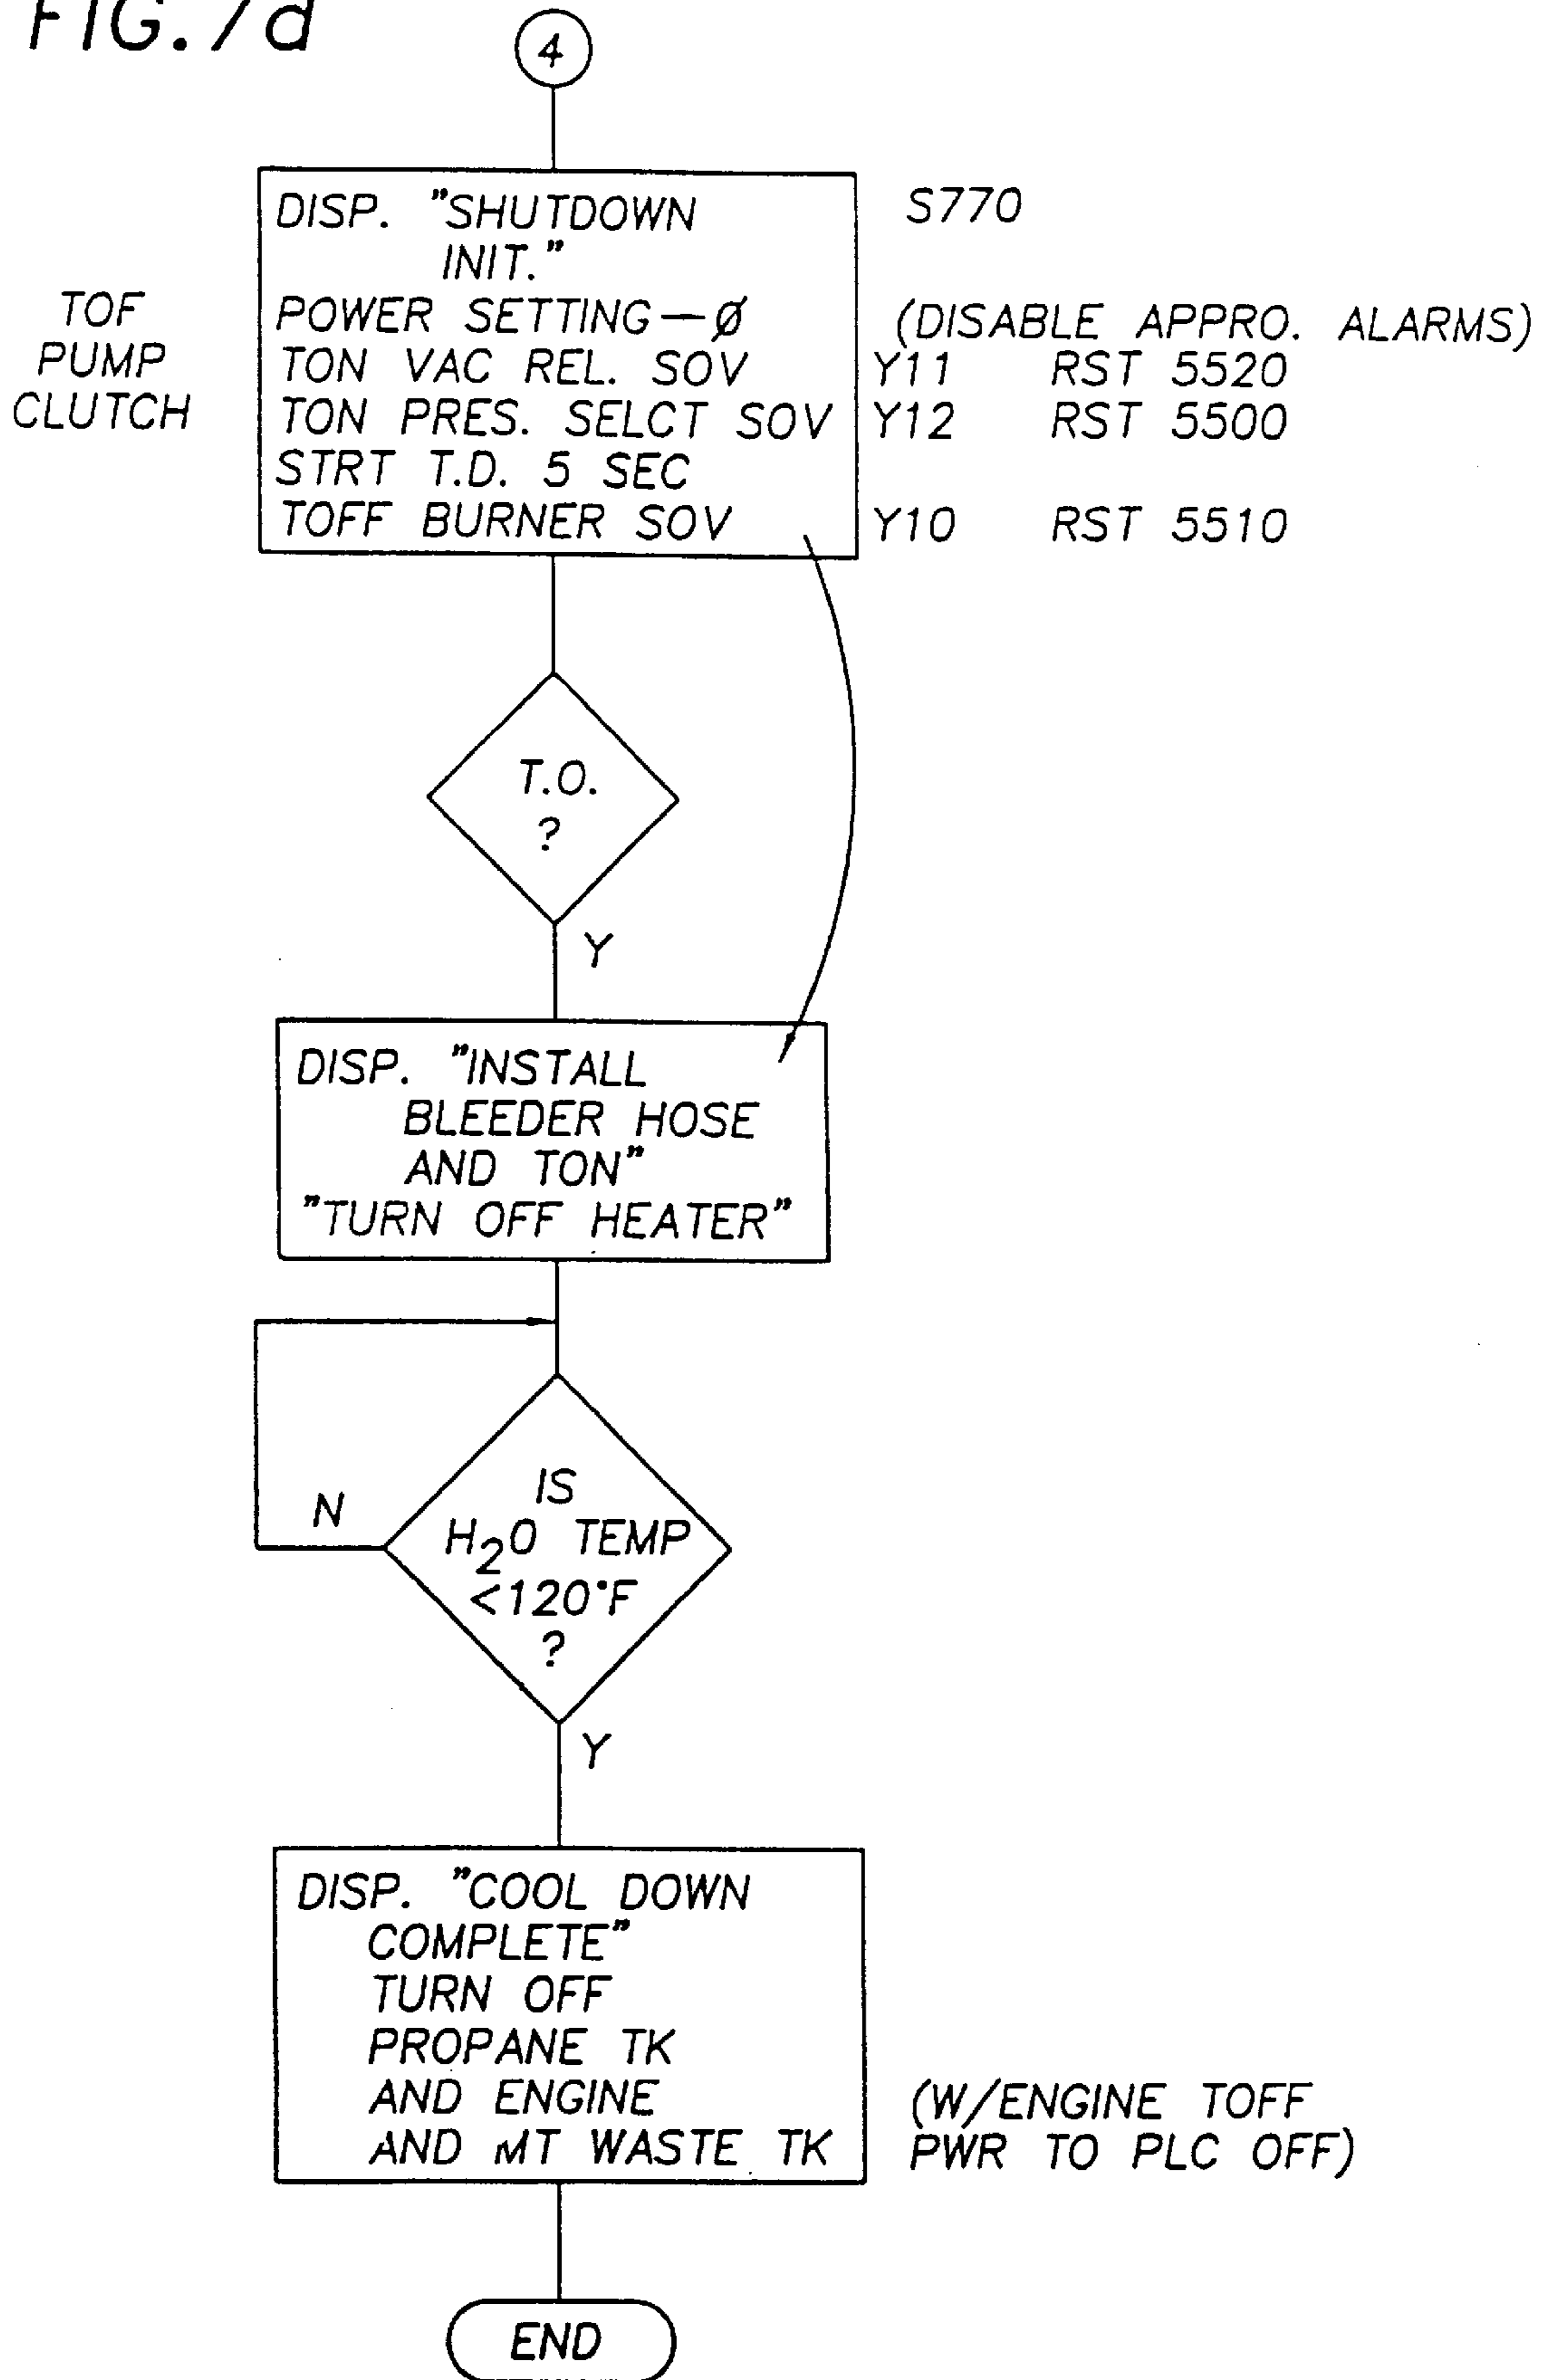 FIG. 7d
4
DISP. "SHUTDOWN
INIT."
S770
TOF
PUMP
CLUTCH
POWER SETTING—Ø
(DISABLE APPRO. ALARMS)
TON VAC REL. SOV
Y11 RST 5520
TON PRES. SELCT SOV
Y12 RST 5500
STRT T.D. 5 SEC
TOFF BURNER SOV
Y10 RST 5510
T.O.
?
Y
DISP. "INSTALL
BLEEDER HOSE
AND TON"
"TURN OFF HEATER"
N
IS
H2O TEMP
<120°F
?
Y
DISP. "COOL DOWN
COMPLETE"
TURN OFF
PROPANE TK
AND ENGINE
AND MT WASTE TK
(W/ENGINE TOFF
PWR TO PLC OFF)
END